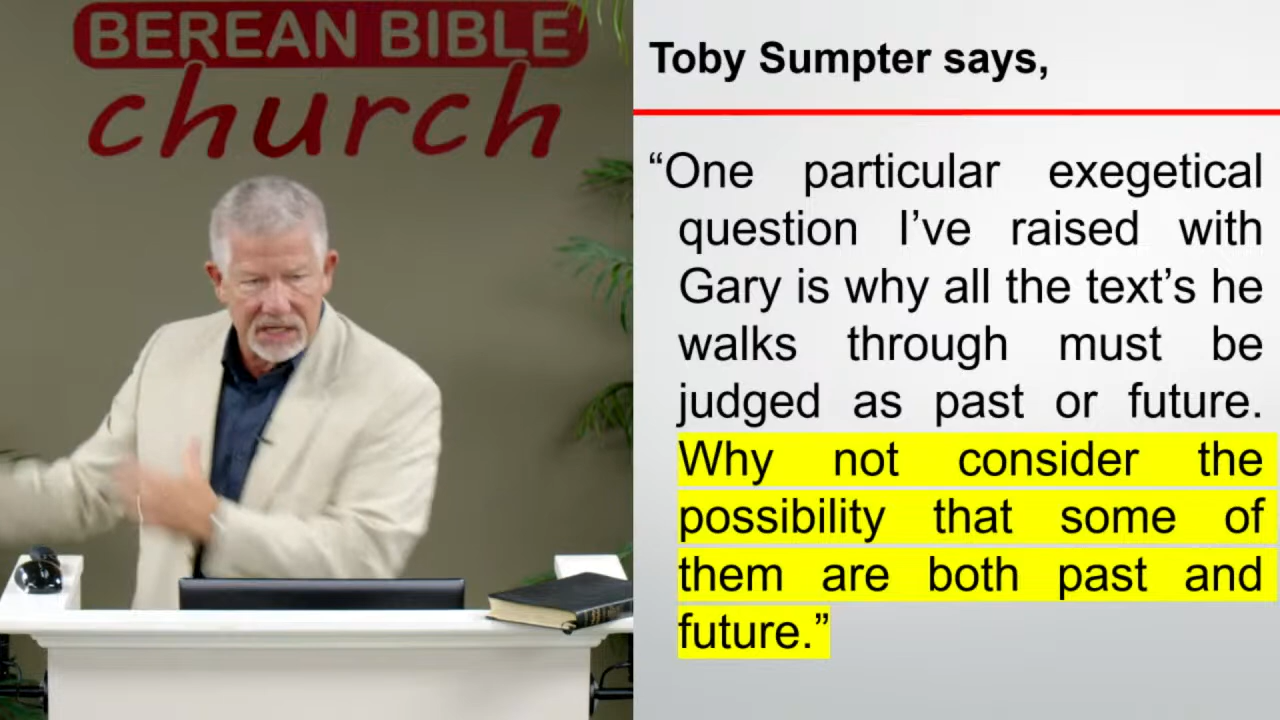 BEREAN BIBLE
church
Toby Sumpter says,
“One particular exegetical
question I’ve raised with
Gary is why all the text’s he
walks through must be
judged as past or future.
Why not consider the
possibility that some of
them are both past and
future.”